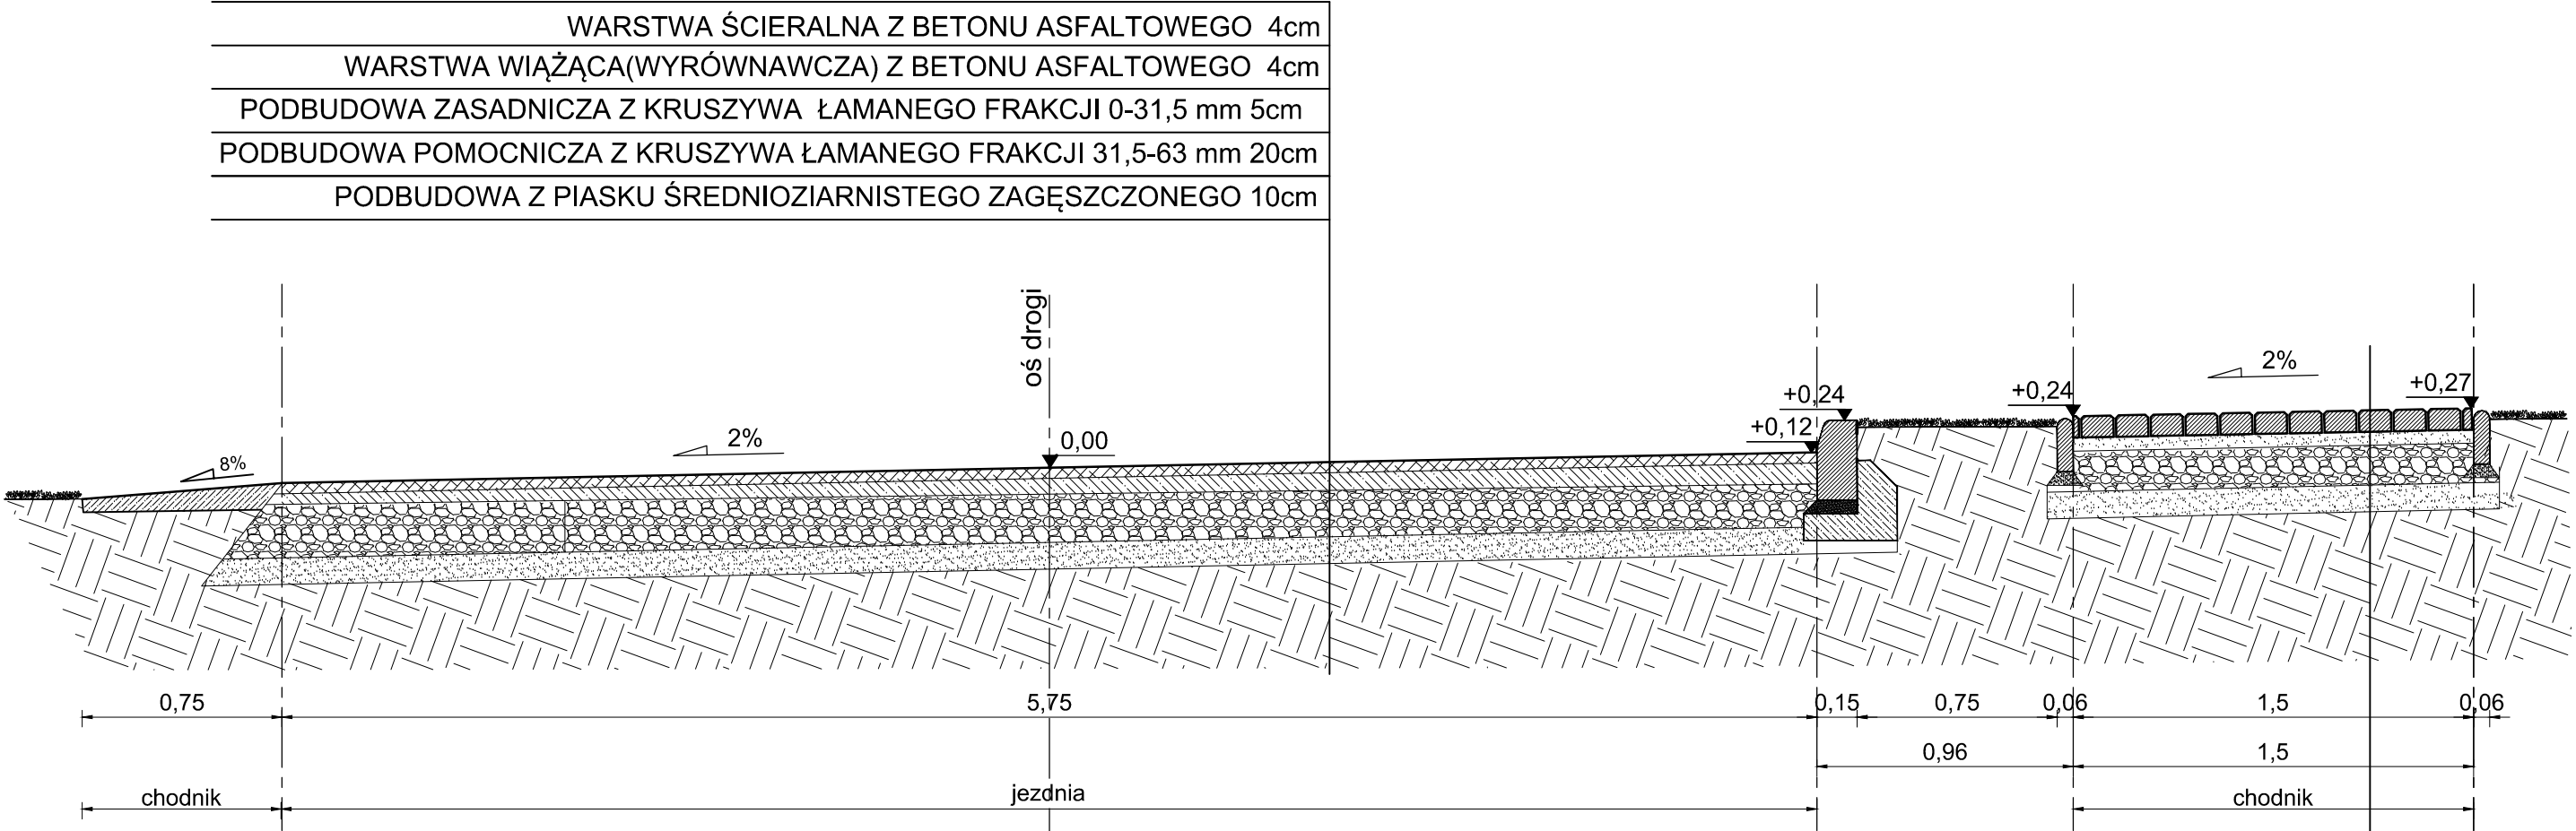 WARSTWA ŚCIERALNA Z BETONU ASFALTOWEGO 4cm
WARSTWA WIĄŻĄCA(WYRÓWNAWCZA) Z BETONU ASFALTOWEGO 4cm
PODBUDOWA ZASADNICZA Z KRUSZYWA ŁAMANEGO FRAKCJI 0-31,5 mm 5cm
PODBUDOWA POMOCNICZA Z KRUSZYWA ŁAMANEGO FRAKCJI 31,5-63 mm 20cm
PODBUDOWA Z PIASKU ŚREDNIOZIARNISTEGO ZAGĘSZCZONEGO 10cm
oś drogi
2%
+0,24
+0,24
+0,27
+0,12
2%
0,00
8%
0,75
5,75
0,15
0,75
0,06
1,5
0,06
0,96
1,5
chodnik
jezdnia
chodnik